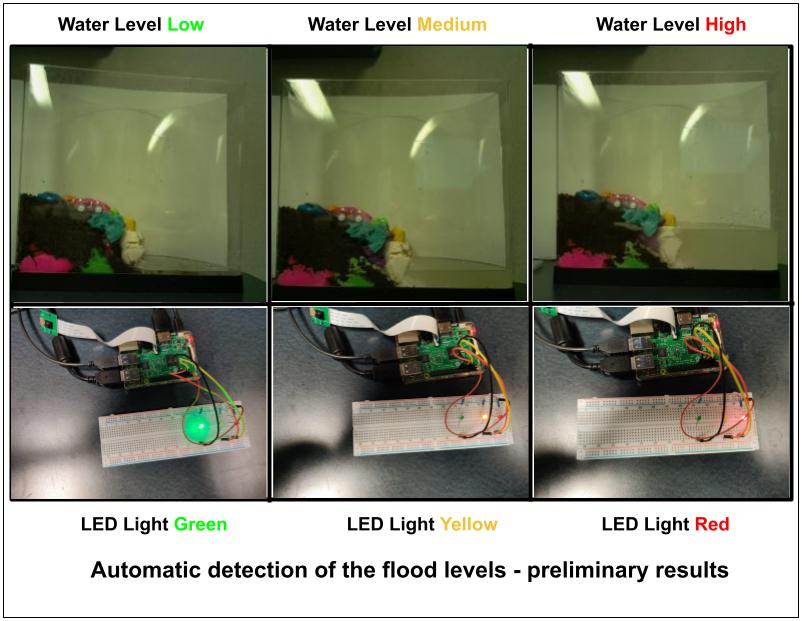 Water Level Low
Water Level Medium
Water Level High
LED Light Green
LED Light Yellow
LED Light Red
Automatic detection of the flood levels - preliminary results